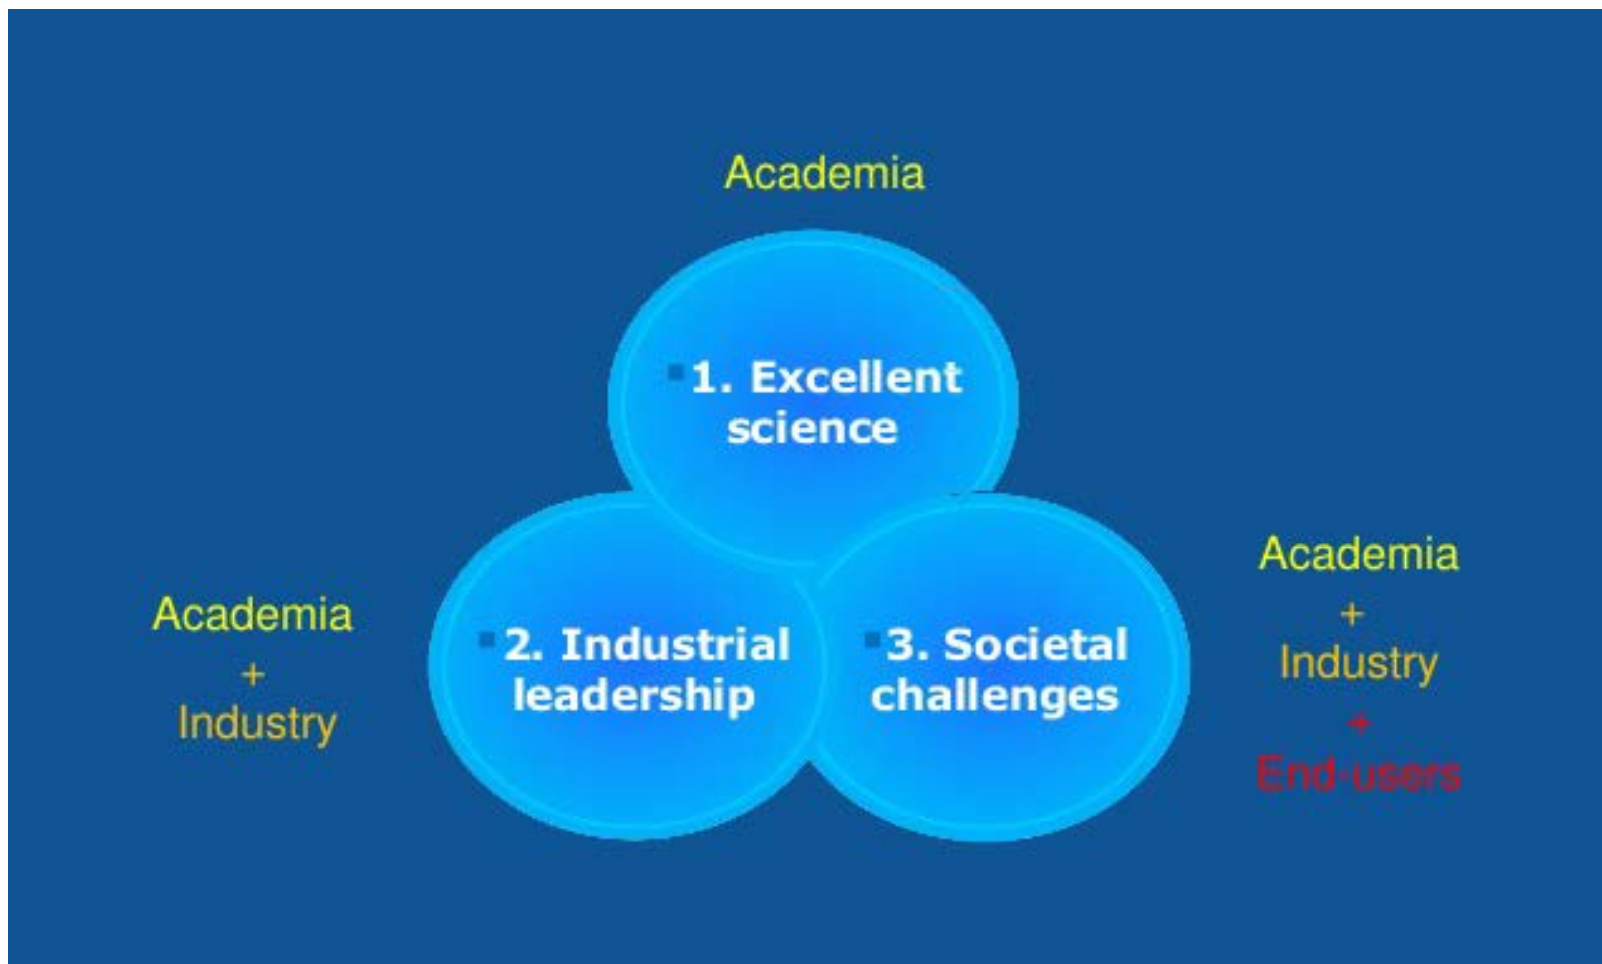 Academia
1. Excellent
science
Academia
+
Industry
2. Industrial
leadership
3. Societal
challenges
Academia
+
Industry
+
End-users